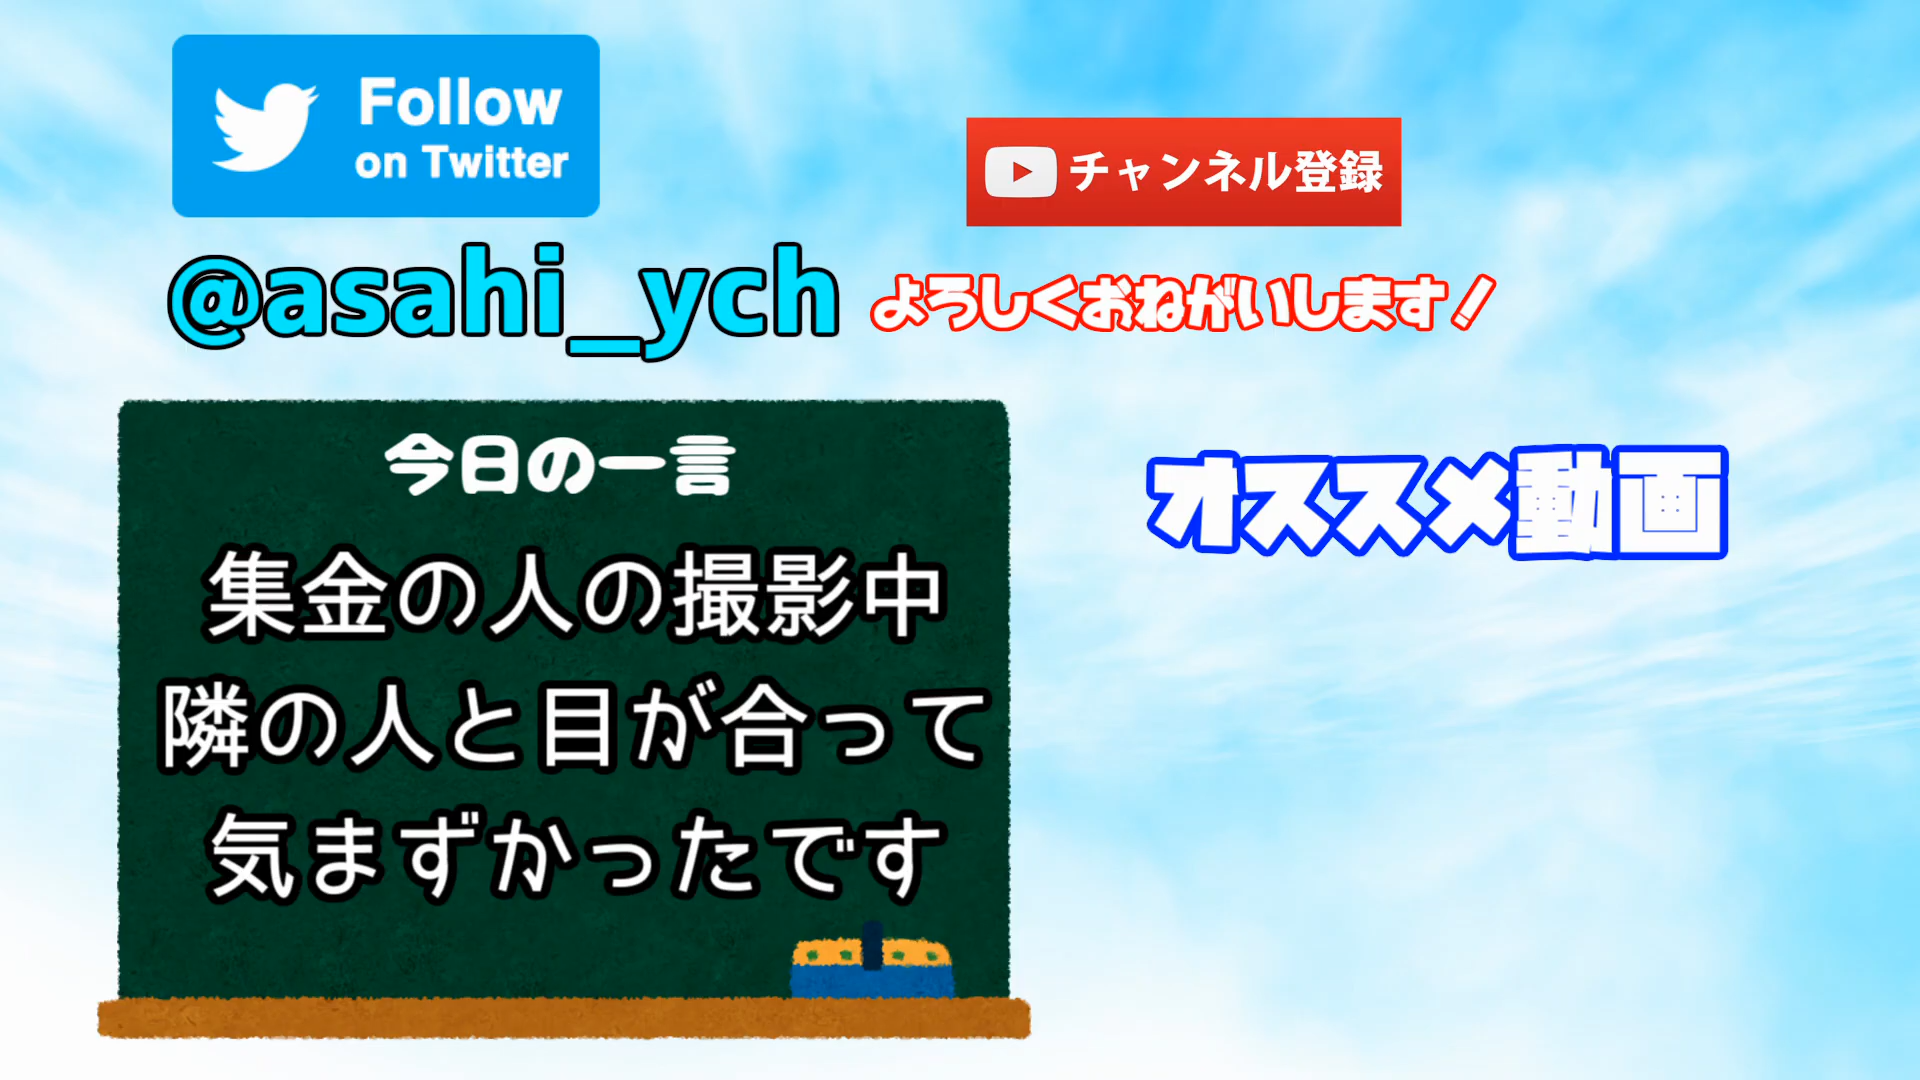 Follow
on Twitter
@asahi_ych
チャンネル登録
よろしくおねがいします!
今日の一言
集金の人の撮影中
隣の人と目が合って
気まずかったです
オススメ動画